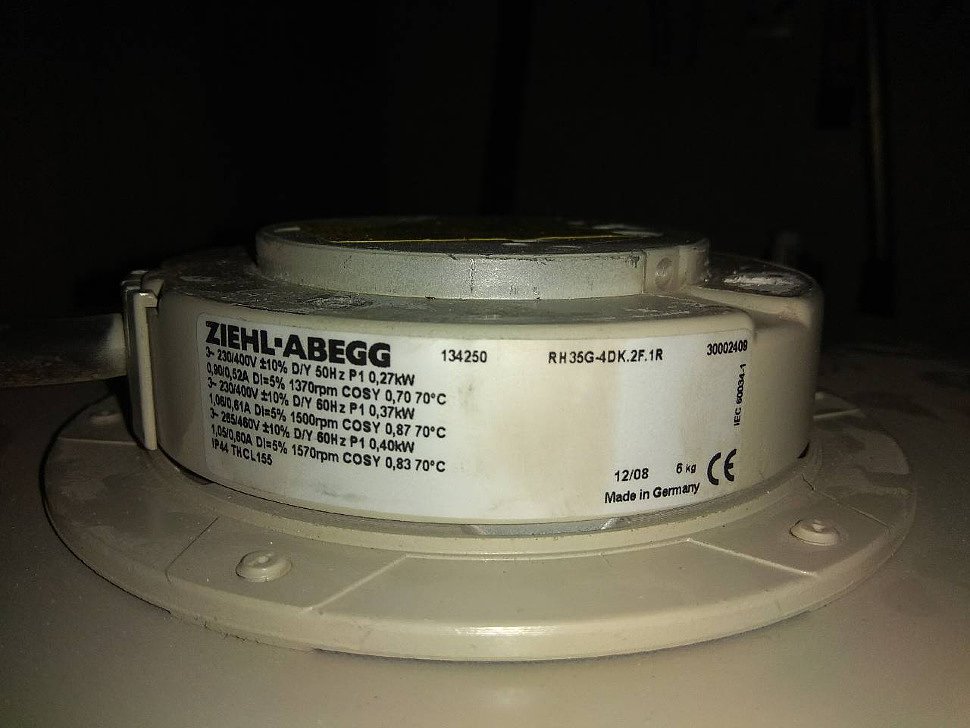 ZIEHL-ABEGG 134250 RH35G-4DK.2F.1R 30002409
3~ 230/400V ±10% D/Y 50Hz P1 0,27kW
0,90/0,52A DI=5% 1370rpm COSY 0,70 70°C
3~ 230/400V ±10% D/Y 60Hz P1 0,37kW
1,06/0,61A DI=5% 1500rpm COSY 0,87 70°C
3~ 265/460V ±10% D/Y 60Hz P1 0,40kW
1,05/0,60A DI=5% 1570rpm COSY 0,83 70°C
IP44 THCL155
IEC 60034-1
12/08 6 kg CE
Made in Germany